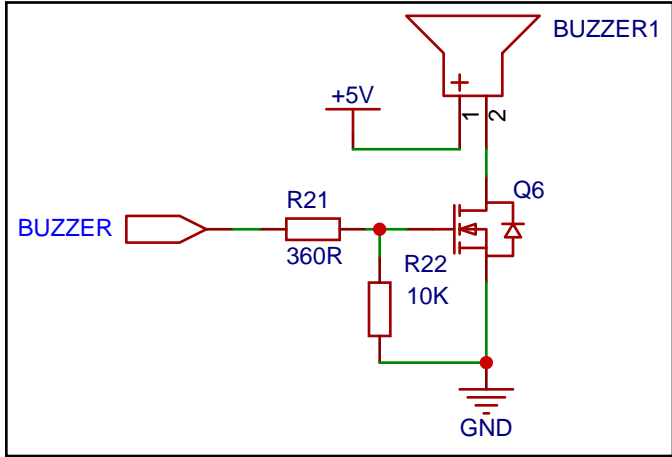 BUZZER1
+
+5V
1
2
R21
Q6
BUZZER
360R
R22
10K
GND